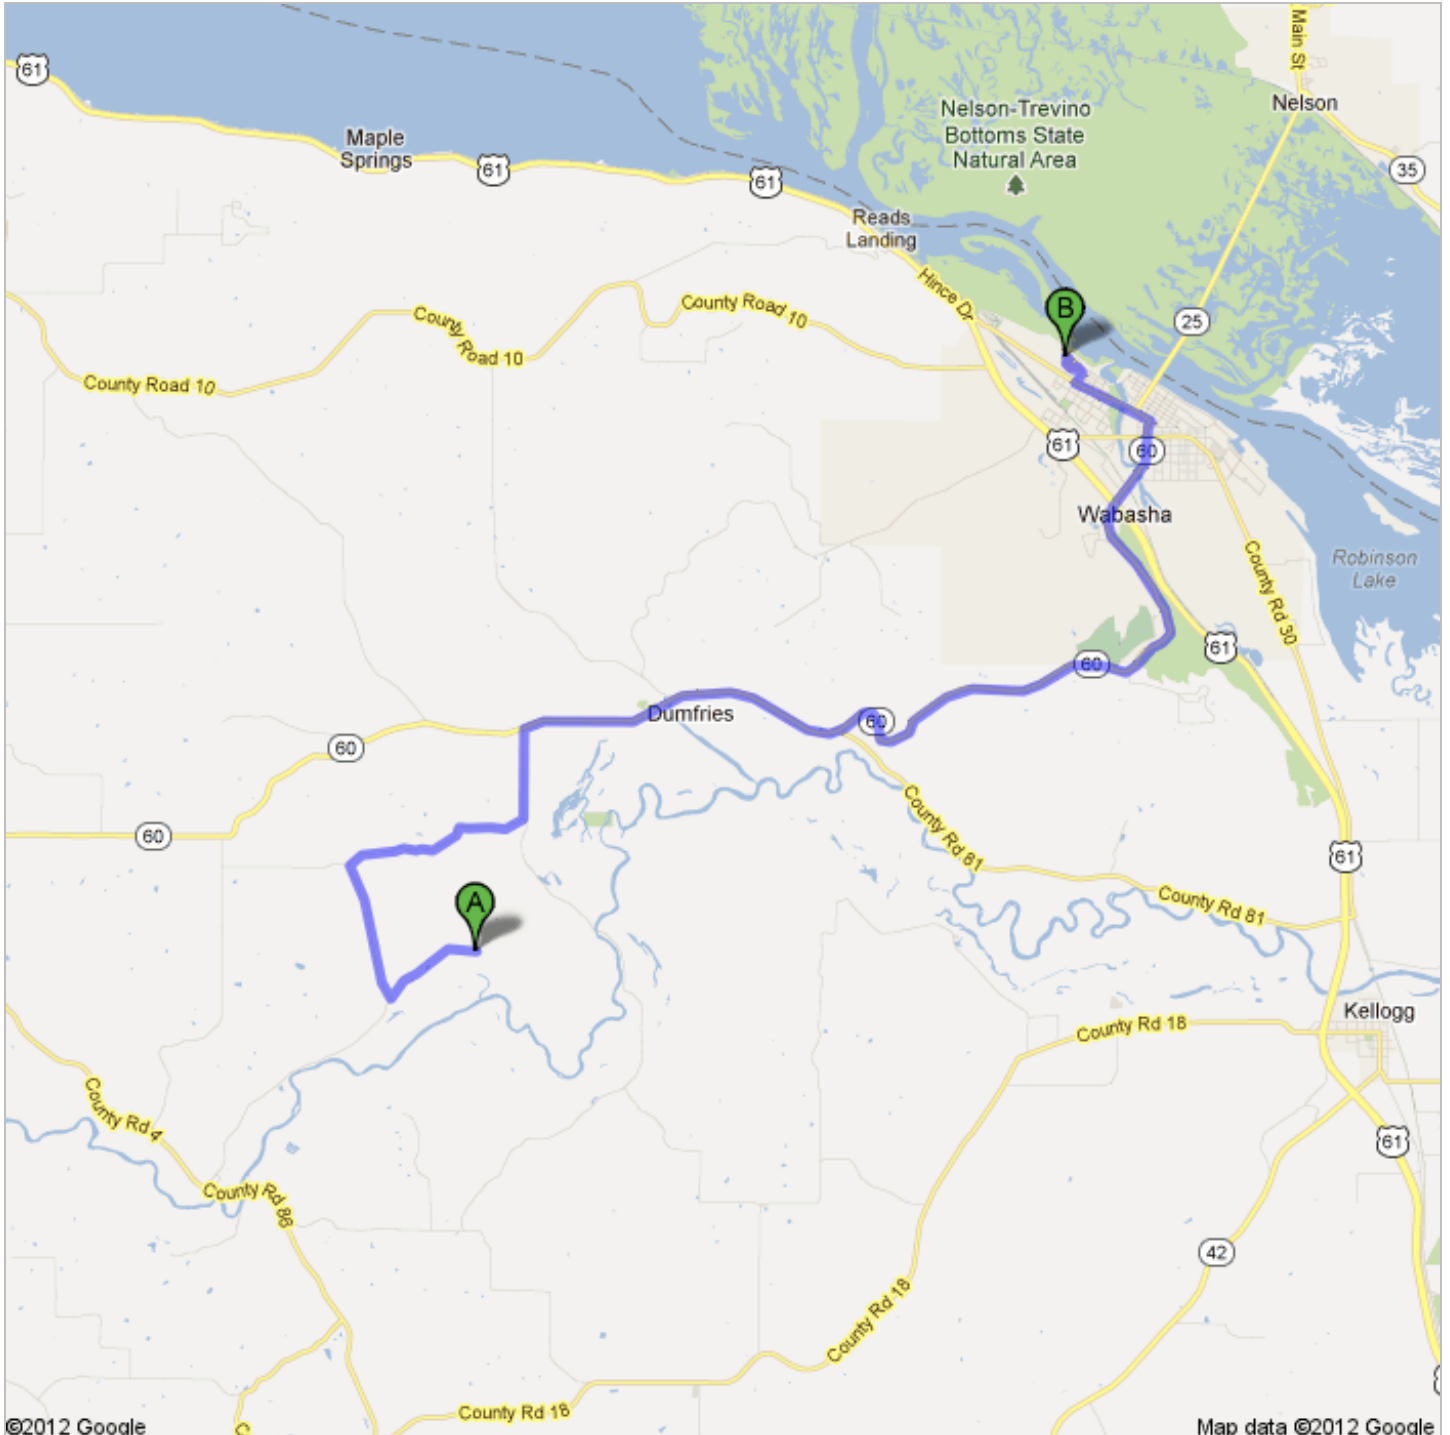 61
Main St
Nelson
Nelson-Trevino
Bottoms State
Natural Area
Maple
Springs
61
61
35
Reads
Landing
Hince Dr
B
25
County Road 10
County Road 10
County Road 10
61
60
Wabasha
Robinson
Lake
County Rd 30
61
60
Dumfries
60
60
60
County Rd 81
61
County Rd 81
A
Kellogg
County Rd 18
County Rd 4
61
County Rd 86
42
County Rd 18
County Rd 18
©2012 Google
Map data ©2012 Google